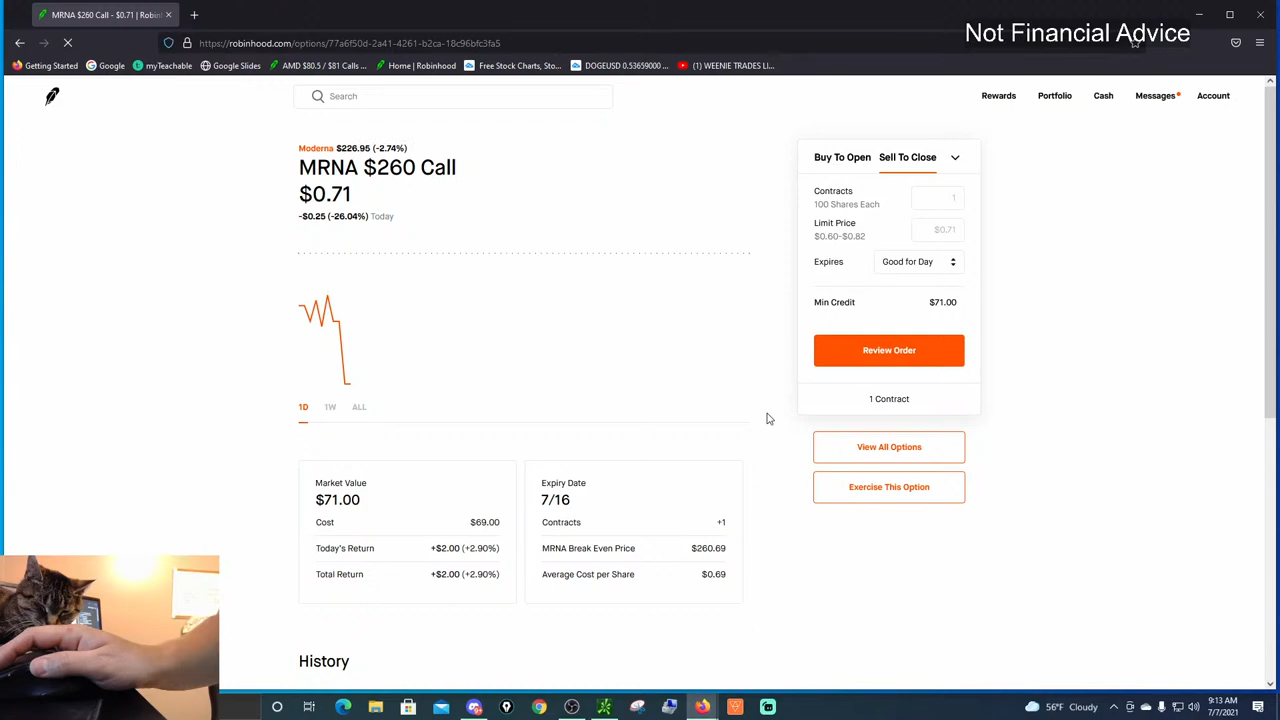 MRNA $260 Call - $0.71 | Robin
Not Financial Advice
https://robinhood.com/options/77a6f50d-2a41-4261-b2ca-18c96bfc3fa5
Getting Started
Google
myTeachable
Google Slides
AMD $80.5 / $81 Calls ...
Home | Robinhood
Free Stock Charts, Sto...
DOGEUSD 0.53659000 ...
(1) WEENIE TRADES LI...
Search
Rewards
Portfolio
Cash
Messages
Account
Moderna $226.95 (-2.74%)
MRNA $260 Call
$0.71
-$0.25 (-26.04%) Today
1D
1W
ALL
Buy To Open
Sell To Close
Contracts
100 Shares Each
1
Limit Price
$0.60-$0.82
$0.71
Expires
Good for Day
Min Credit
$71.00
Review Order
1 Contract
View All Options
Exercise This Option
Market Value
$71.00
Cost
$69.00
Today's Return
+$2.00 (+2.90%)
Total Return
+$2.00 (+2.90%)
Expiry Date
7/16
Contracts
+1
MRNA Break Even Price
$260.69
Average Cost per Share
$0.69
History
56°F Cloudy
9:13 AM
7/7/2021